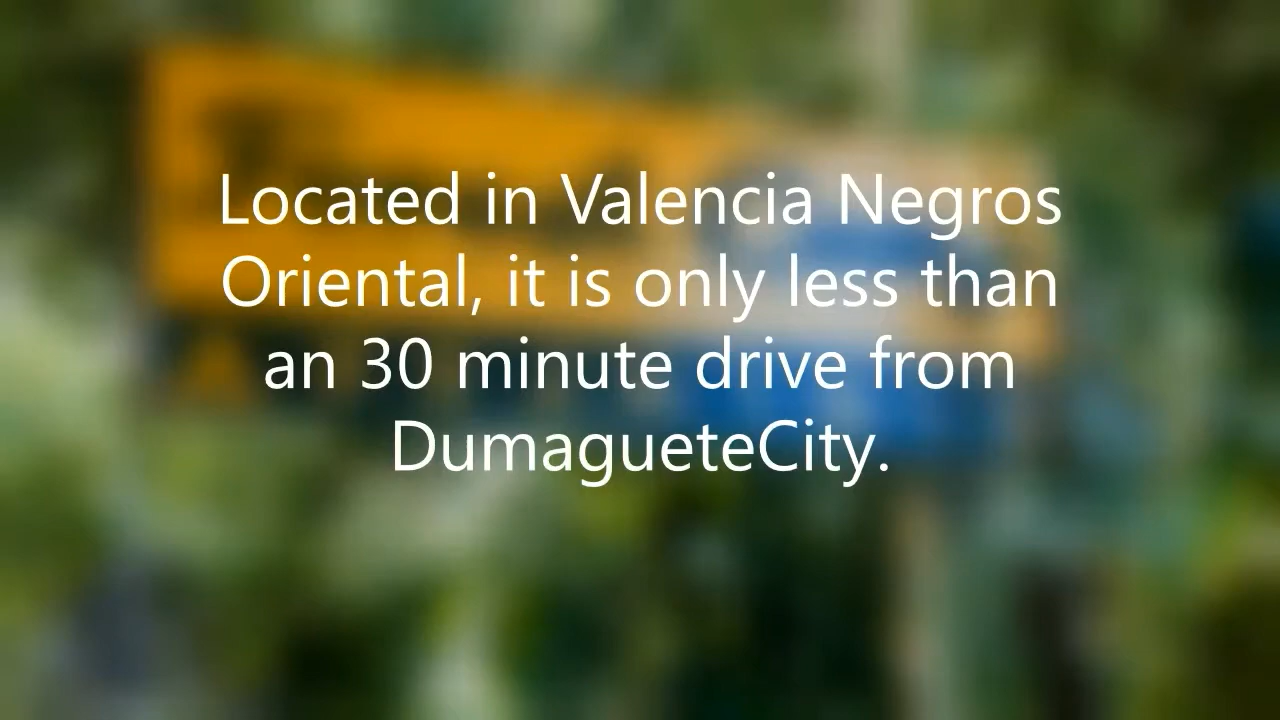 Located in Valencia Negros
Oriental, it is only less than
an 30 minute drive from
DumagueteCity.